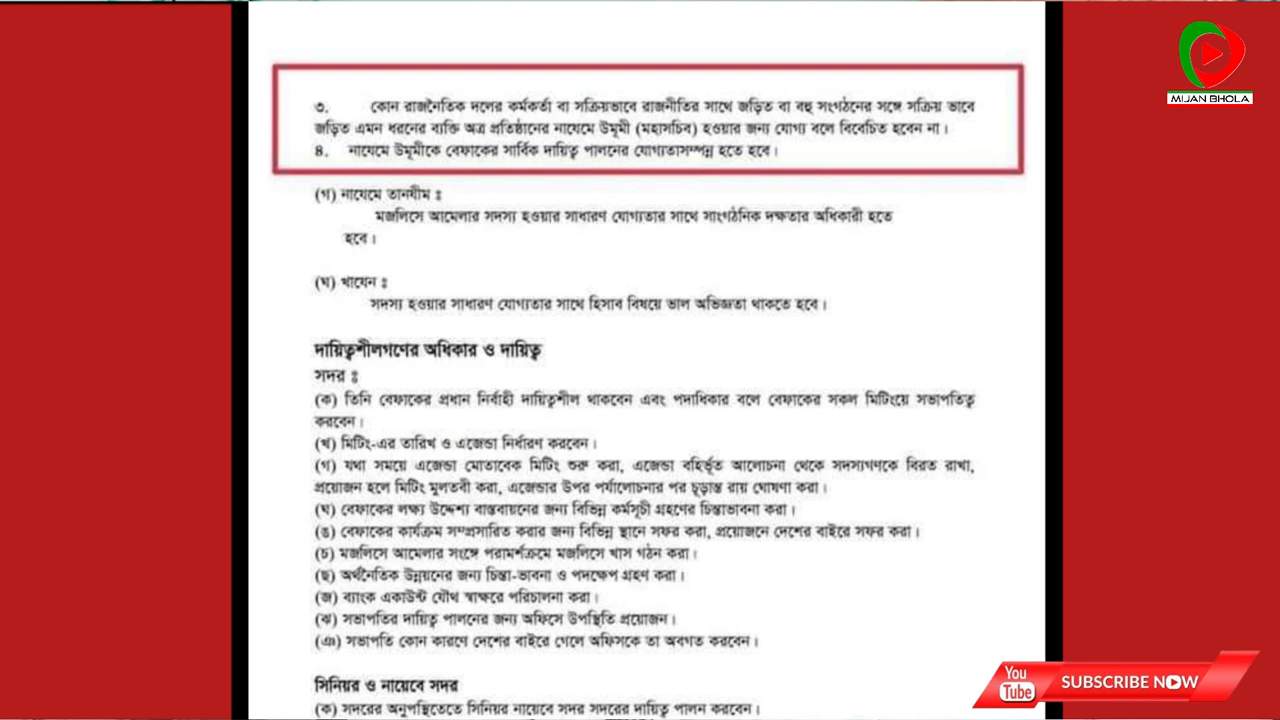 ৩. কোন রাজনৈতিক দলের কর্মকর্তা বা সক্রিয়ভাবে রাজনীতির সাথে জড়িত বা বহু সংগঠনের সঙ্গে সক্রিয় ভাবে
জড়িত এমন ধরনের ব্যক্তি অত্র প্রতিষ্ঠানের নাযেমে উমূমী (মহাসচিব) হওয়ার জন্য যোগ্য বলে বিবেচিত হবেন না।
৪. নাযেমে উমূমীকে বেফাকের সার্বিক দায়িত্ব পালনের যোগ্যতাসম্পন্ন হতে হবে।
(গ) নাযেমে তানযীম ঃ
মজলিসে আমেলার সদস্য হওয়ার সাধারণ যোগ্যতার সাথে সাংগঠনিক দক্ষতার অধিকারী হতে
হবে।
(ঘ) খাযেন ঃ
সদস্য হওয়ার সাধারণ যোগ্যতার সাথে হিসাব বিষয়ে ভাল অভিজ্ঞতা থাকতে হবে।
দায়িত্বশীলগণের অধিকার ও দায়িত্ব
সদর ঃ
(ক) তিনি বেফাকের প্রধান নির্বাহী দায়িত্বশীল থাকবেন এবং পদাধিকার বলে বেফাকের সকল মিটিংয়ে সভাপতিত্ব
করবেন।
(খ) মিটিং-এর তারিখ ও এজেন্ডা নির্ধারণ করবেন।
(গ) যথা সময়ে এজেন্ডা মোতাবেক মিটিং শুরু করা, এজেন্ডা বহির্ভূত আলোচনা থেকে সদস্যগণকে বিরত রাখা,
প্রয়োজন হলে মিটিং মুলতবী করা, এজেন্ডার উপর পর্যালোচনার পর চূড়ান্ত রায় ঘোষণা করা।
(ঘ) বেফাকের লক্ষ্য উদ্দেশ্য বাস্তবায়নের জন্য বিভিন্ন কর্মসূচী গ্রহণের চিন্তাভাবনা করা।
(ঙ) বেফাকের কার্যক্রম সম্প্রসারিত করার জন্য বিভিন্ন স্থানে সফর করা, প্রয়োজনে দেশের বাইরে সফর করা।
(চ) মজলিসে আমেলার সংঙ্গে পরামর্শক্রমে মজলিসে খাস গঠন করা।
(ছ) অর্থনৈতিক উন্নয়নের জন্য চিন্তা-ভাবনা ও পদক্ষেপ গ্রহণ করা।
(জ) ব্যাংক একাউন্ট যৌথ স্বাক্ষরে পরিচালনা করা।
(ঝ) সভাপতির দায়িত্ব পালনের জন্য অফিসে উপস্থিতি প্রয়োজন।
(ঞ) সভাপতি কোন কারণে দেশের বাইরে গেলে অফিসকে তা অবগত করবেন।
সিনিয়র ও নায়েবে সদর
(ক) সদরের অনুপস্থিতেতে সিনিয়র নায়েবে সদর সদরের দায়িত্ব পালন করবেন।
MIJAN BHOLA
You
Tube
SUBSCRIBE NOW